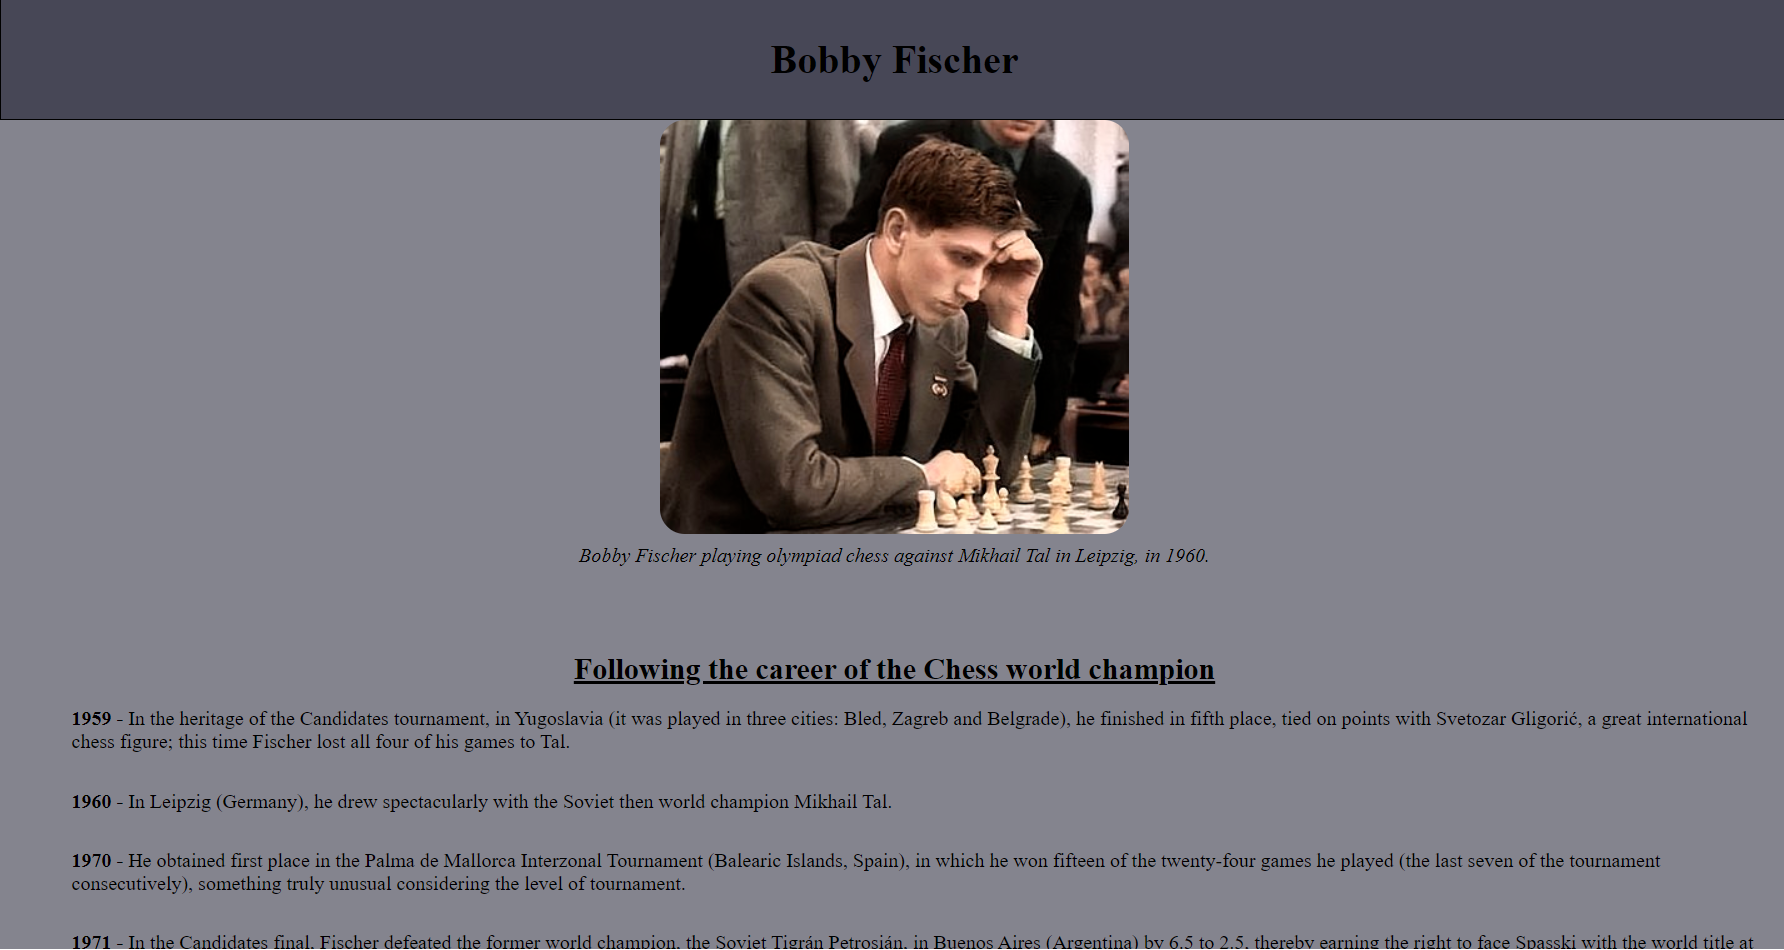 Bobby Fischer
Bobby Fischer playing olympiad chess against Mikhail Tal in Leipzig, in 1960.
Following the career of the Chess world champion
1959 - In the heritage of the Candidates tournament, in Yugoslavia (it was played in three cities: Bled, Zagreb and Belgrade), he finished in fifth place, tied on points with Svetozar Gligorić, a great international
chess figure; this time Fischer lost all four of his games to Tal.
1960 - In Leipzig (Germany), he drew spectacularly with the Soviet then world champion Mikhail Tal.
1970 - He obtained first place in the Palma de Mallorca Interzonal Tournament (Balearic Islands, Spain), in which he won fifteen of the twenty-four games he played (the last seven of the tournament
consecutively), something truly unusual considering the level of tournament.
1971 - In the Candidates final, Fischer defeated the former world champion, the Soviet Tigrán Petrosián, in Buenos Aires (Argentina) by 6.5 to 2.5, thereby earning the right to face Spasski with the world title at